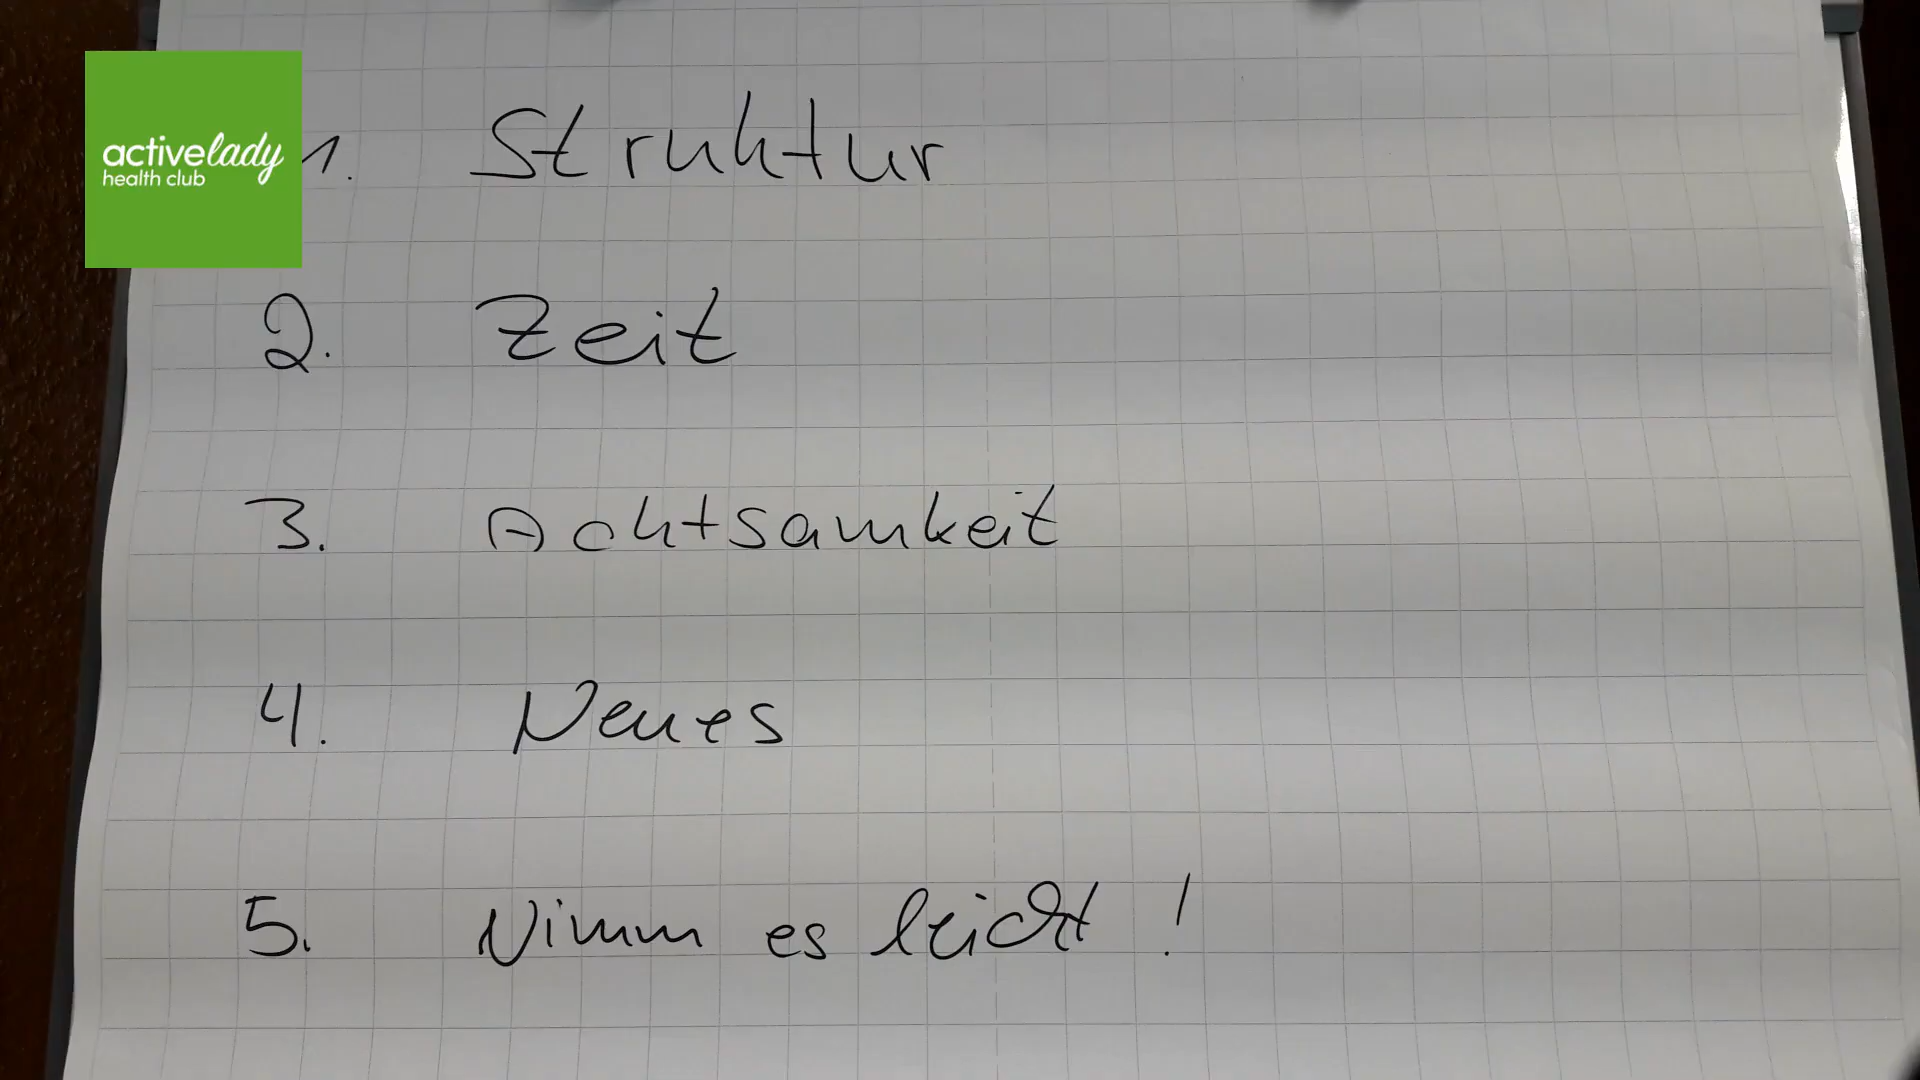 activelady
health club
1. Struktur
2. Zeit
3. Achtsamkeit
4. Neues
5. Nimm es leicht!